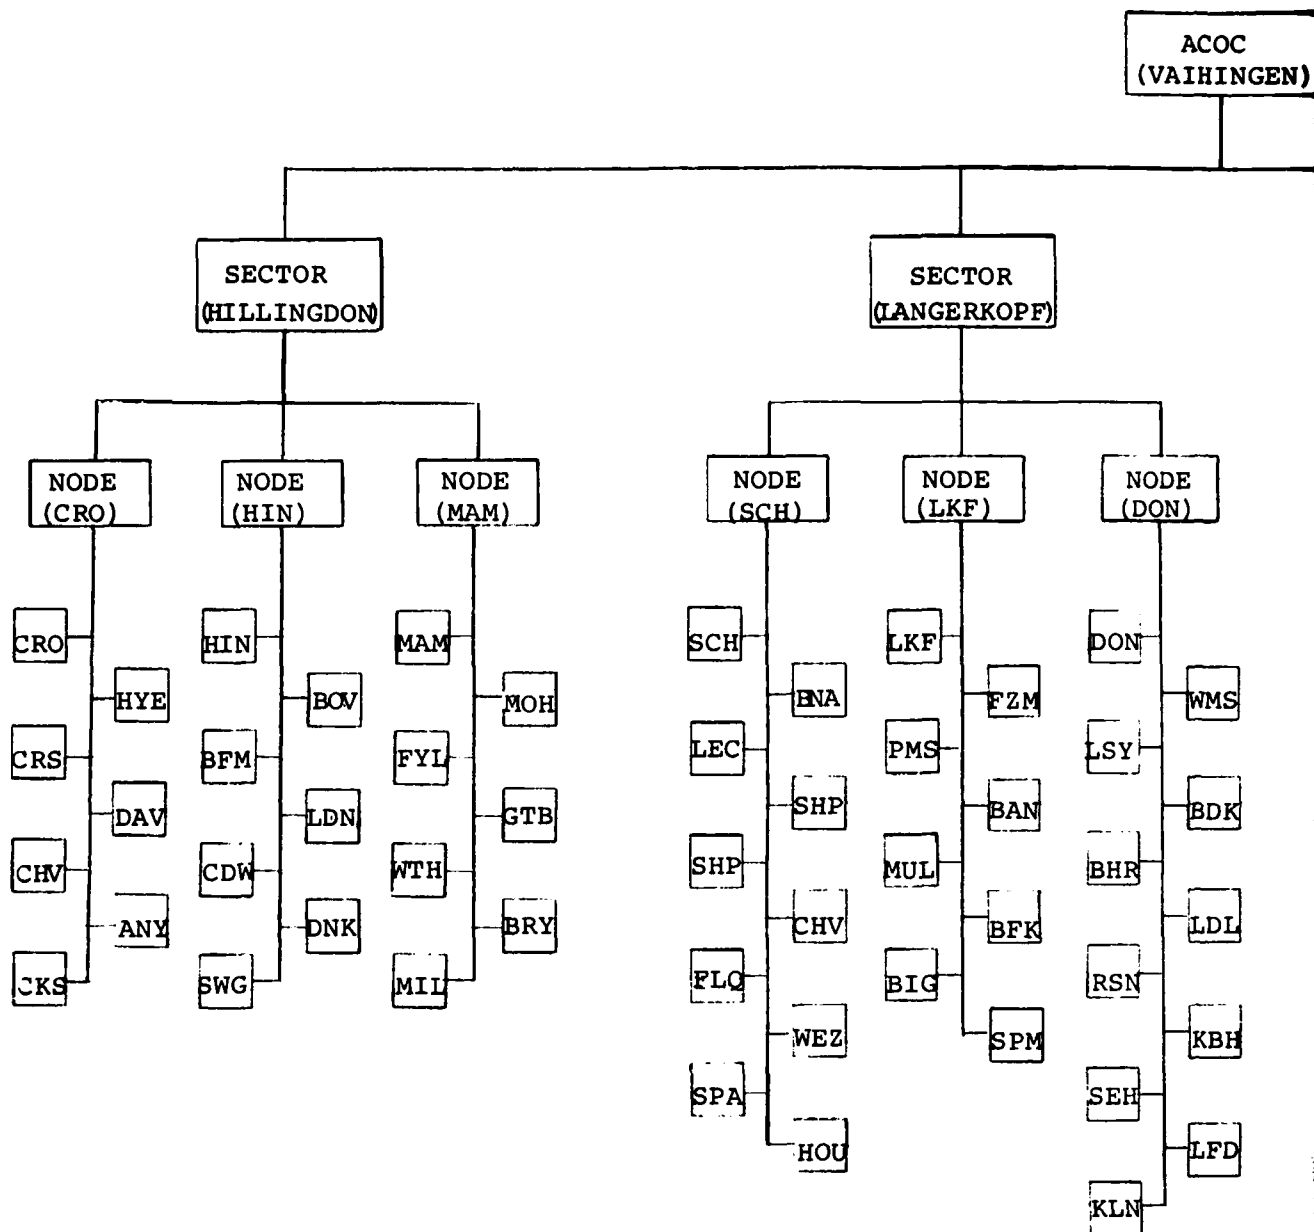 ACOC
(VAIHINGEN)
SECTOR
(HILLINGDON)
SECTOR
(LANGERKOPF)
NODE
(CRO)
NODE
(HIN)
NODE
(MAM)
NODE
(SCH)
NODE
(LKF)
NODE
(DON)
CRO
HYE
CRS
DAV
CHV
ANY
CKS
HIN
BOV
BFM
LDN
CDW
DNK
SWG
MAM
MOH
FYL
GTB
WTH
BRY
MIL
SCH
BNA
LEC
SHP
SHP
CHV
FLO
WEZ
SPA
HOU
LKF
FZM
PMS
BAN
MUL
BFK
BIG
SPM
DON
WMS
LSY
BDK
BHR
LDL
RSN
KBH
SEH
LFD
KLN